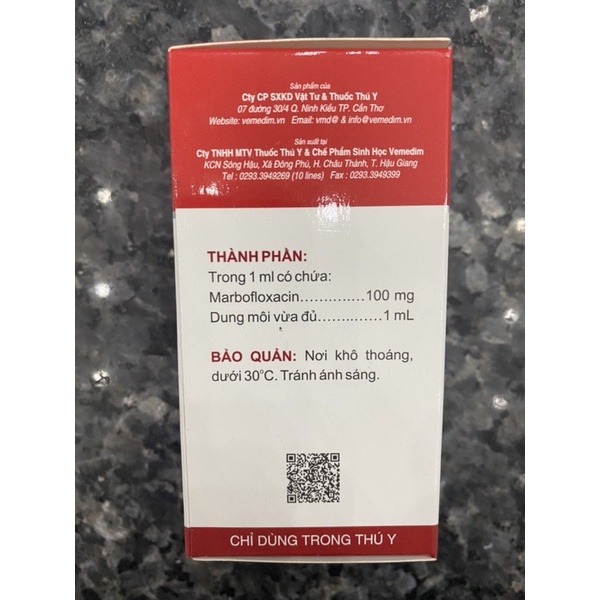 Sản phẩm của
Cty CP SXKD Vật Tư & Thuốc Thú Y
07 đường 30/4 Q. Ninh Kiều TP. Cần Thơ
Website: vemedim.vn Email: vmd@ & info@vemedim.vn
Sản xuất tại
Cty TNHH MTV Thuốc Thú Y & Chế Phẩm Sinh Học Vemedim
KCN Sông Hậu, Xã Đông Phú, H. Châu Thành, T. Hậu Giang
Tel : 0293.3949269 (10 lines) Fax : 0293.3949399
THÀNH PHẦN:
Trong 1 ml có chứa:
Marbofloxacin.............100 mg
Dung môi vừa đủ.............1 mL
BẢO QUẢN: Nơi khô thoáng,
dưới 30°C. Tránh ánh sáng.
CHỈ DÙNG TRONG THÚ Y